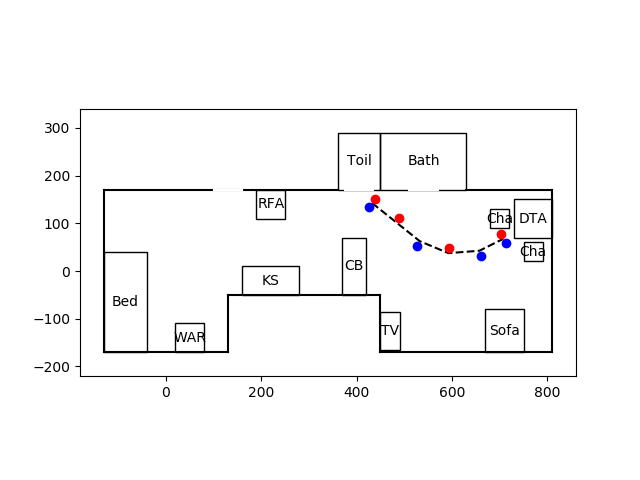 300
200
100
0
−100
−200
0
200
400
600
800
Toil
Bath
RFA
Cha
DTA
Cha
CB
KS
Bed
WAR
TV
Sofa